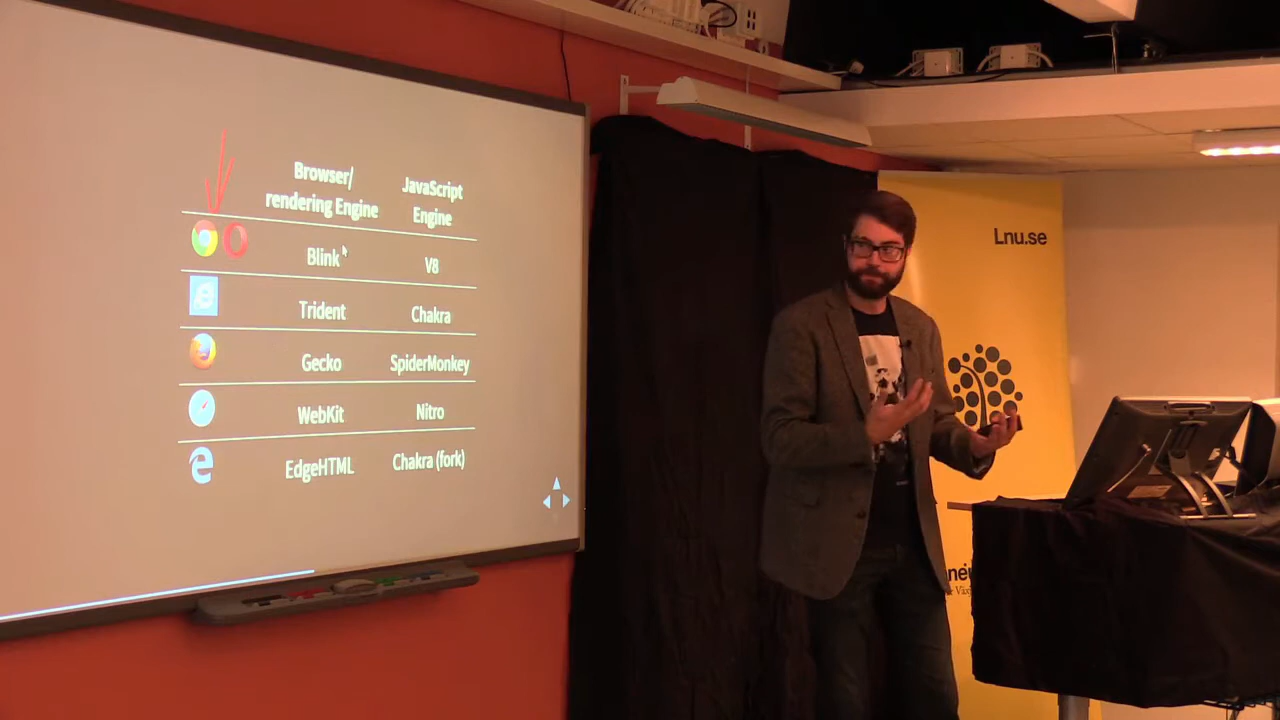 Browser/
rendering Engine
JavaScript
Engine
Blink
V8
Trident
Chakra
Gecko
SpiderMonkey
WebKit
Nitro
EdgeHTML
Chakra (fork)
Lnu.se